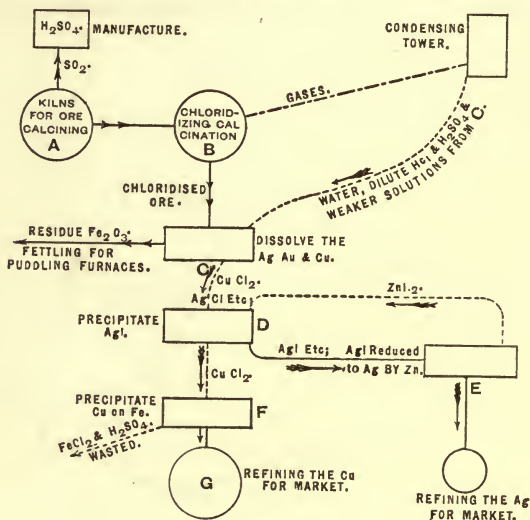 H₂SO₄. MANUFACTURE.
SO₂.
KILNS
FOR ORE
CALCINING
A
CHLORID-
IZING CAL
CINATION
B
GASES.
CONDENSING
TOWER.
WATER, DILUTE Hcl & H₂SO₄ &
WEAKER SOLUTIONS FROM C.
CHLORIDISED
ORE.
RESIDUE Fe₂O₃.
FETTLING FOR
PUDDLING FURNACES.
DISSOLVE THE
Ag Au & Cu.
C
Cu Cl₂.
Ag Cl Etc;
PRECIPITATE
AgI.
D
ZnI₂.
AgI Etc; AgI Reduced
to Ag BY Zn.
E
Cu Cl₂.
PRECIPITATE
Cu on Fe.
F
FeCl₂ & H₂SO₄.
WASTED.
G
REFINING THE Cu
FOR MARKET.
REFINING THE Ag
FOR MARKET.